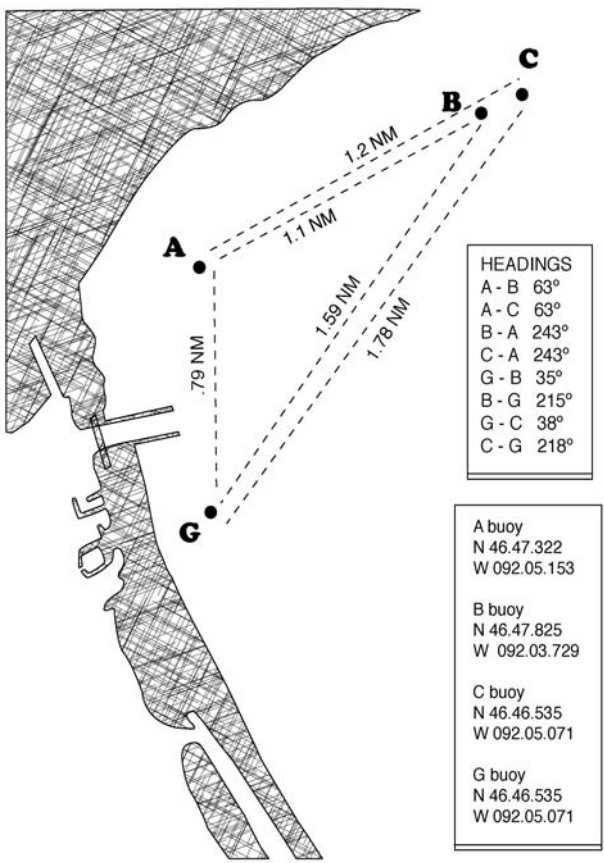 C
B
1.2 NM
1.1 NM
A
1.59 NM
1.78 NM
.79 NM
G
HEADINGS
A - B 63º
A - C 63º
B - A 243º
C - A 243º
G - B 35º
B - G 215º
G - C 38º
C - G 218º
A buoy
N 46.47.322
W 092.05.153
B buoy
N 46.47.825
W 092.03.729
C buoy
N 46.46.535
W 092.05.071
G buoy
N 46.46.535
W 092.05.071